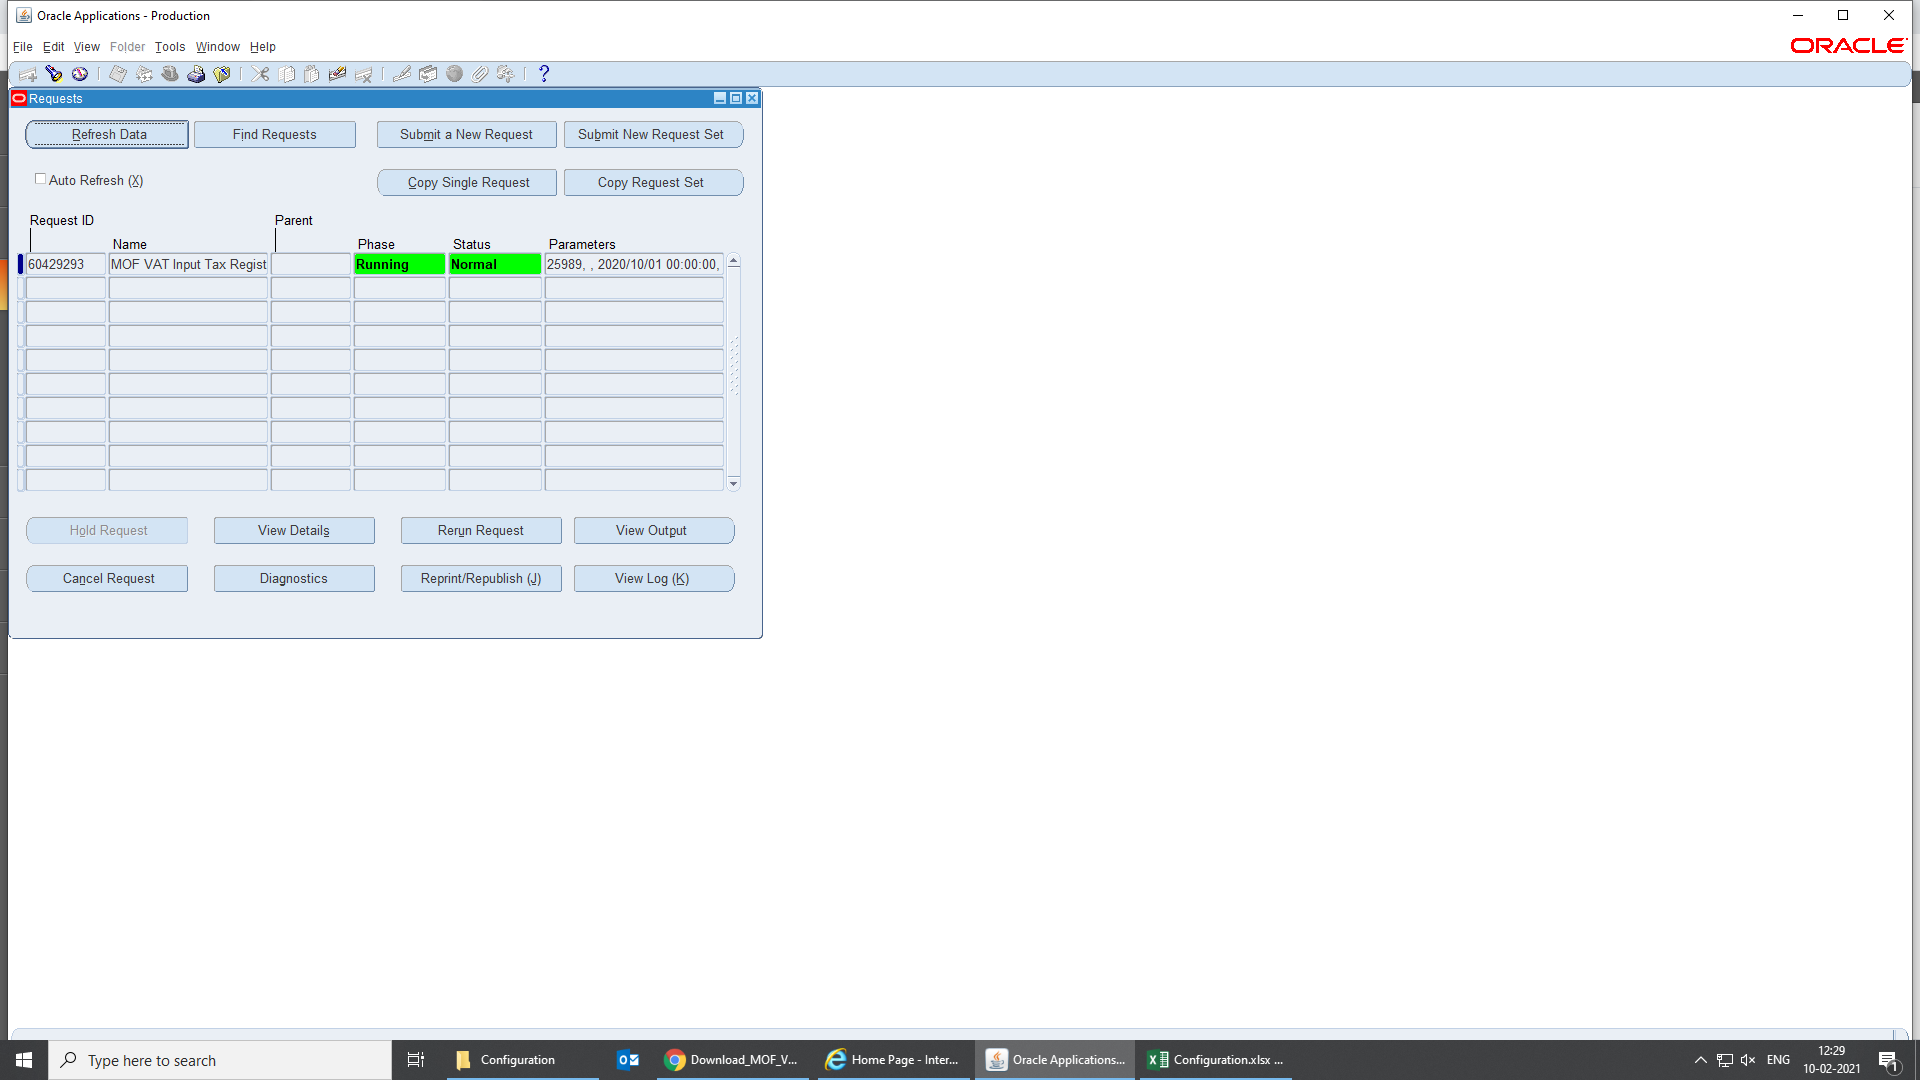 Oracle Applications - Production
File Edit View Folder Tools Window Help
ORACLE
?
Requests
Refresh Data Find Requests Submit a New Request Submit New Request Set
Auto Refresh (X) Copy Single Request Copy Request Set
Request ID Parent
Name Phase Status Parameters
60429293 MOF VAT Input Tax Regist Running Normal 25989, , 2020/10/01 00:00:00,
Hold Request View Details Rerun Request View Output
Cancel Request Diagnostics Reprint/Republish (J) View Log (K)
Type here to search Configuration Download_MOF_V... Home Page - Inter... Oracle Applications... Configuration.xlsx ... ENG 12:29
10-02-2021 1